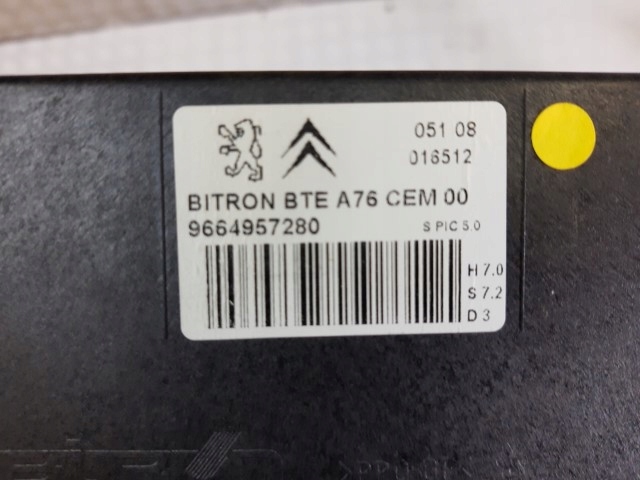 051 08
016512
BITRON BTE A76 CEM 00
9664957280
S PIC 5.0
H 7.0
S 7.2
D 3